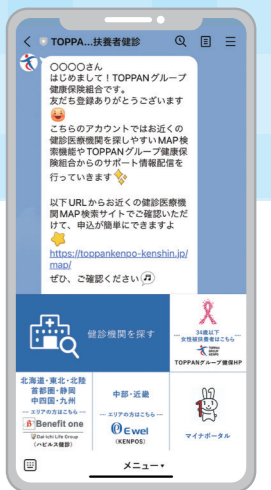 TOPPA...扶養者健診
〇〇〇〇さん
はじめまして！TOPPANグループ
健康保険組合です。
友だち登録ありがとうございます
こちらのアカウントではお近くの
健診医療機関を探しやすいMAP検
索機能やTOPPANグループ健康保
険組合からのサポート情報配信を
行っていきます
以下URLからお近くの健診医療機
関MAP検索サイトでご確認いただ
けて、申込が簡単にできますよ
https://toppankenpo-kenshin.jp/
map/
ぜひ、ご確認ください
健診機関を探す
34歳以下
女性被扶養者はこちら
TOPPANグループ健保HP
北海道・東北・北陸
首都圏・静岡
中四国・九州
エリアの方はこちら
Benefit one
Dai-ichi Life Group
（ハピルス健診）
中部・近畿
エリアの方はこちら
Ewel
（KENPOS）
マイナポータル
メニュー▾